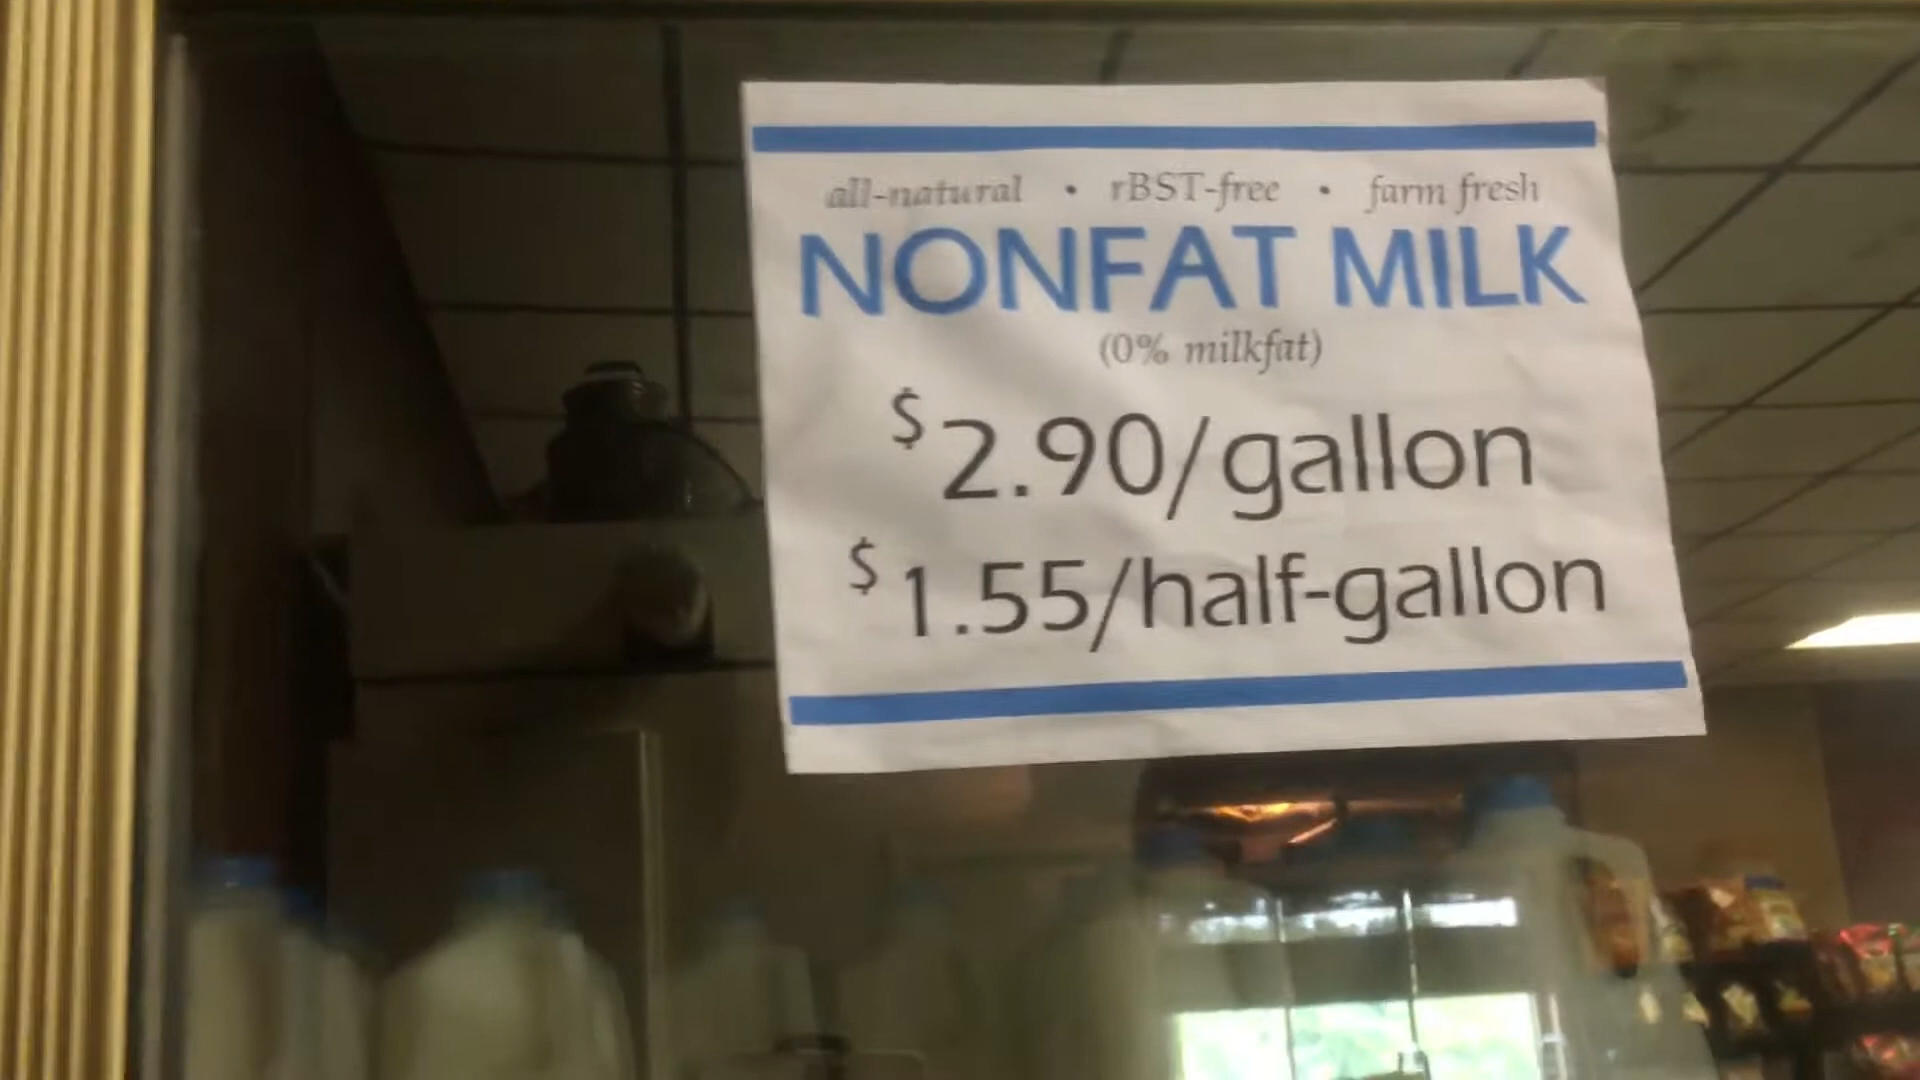 all-natural • rBST-free • farm fresh
NONFAT MILK
(0% milkfat)
$2.90/gallon
$1.55/half-gallon